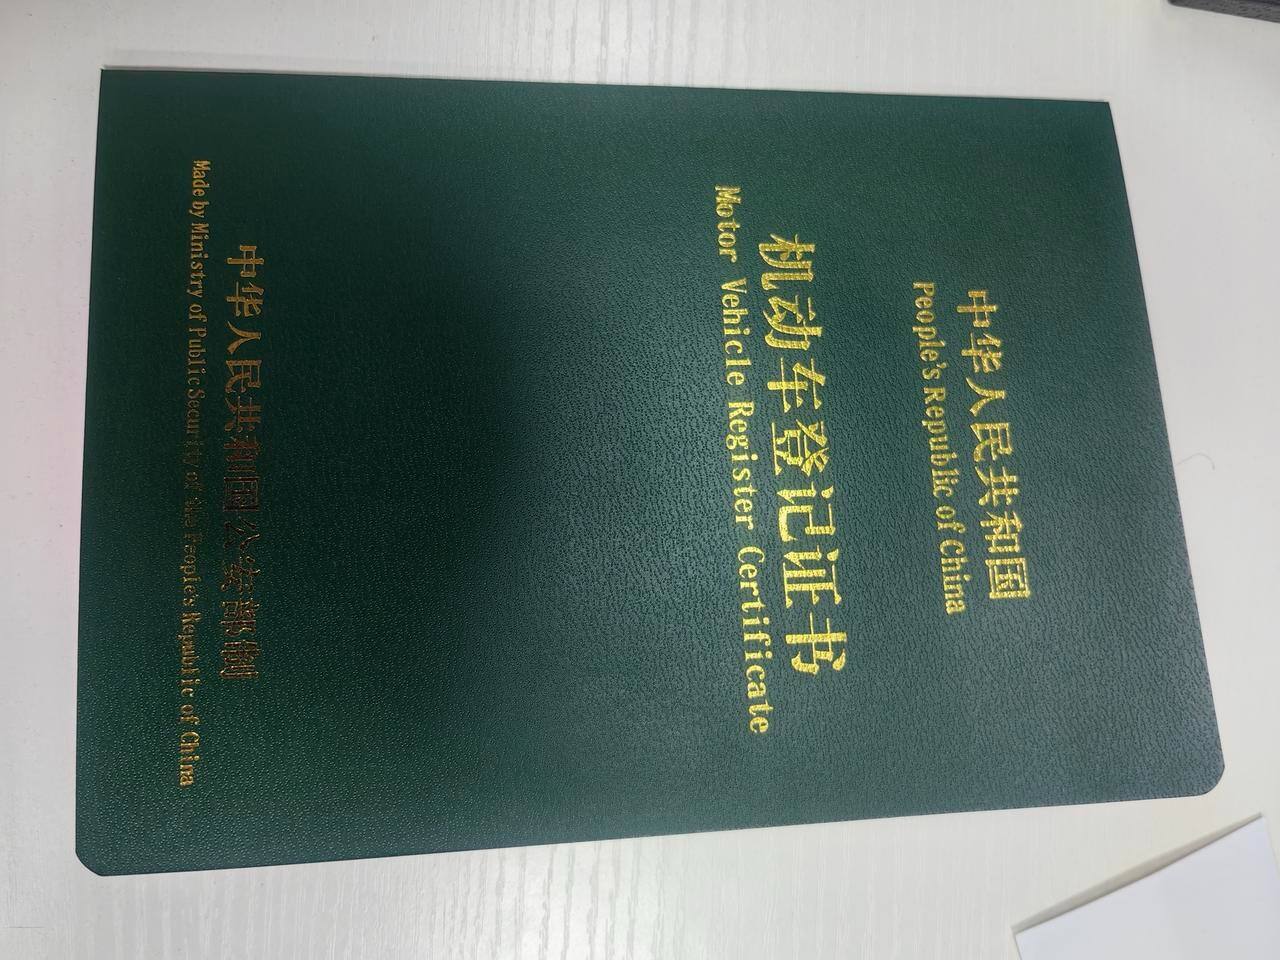 中华人民共和国
People's Republic of China
机动车登记证书
Motor Vehicle Register Certificate
中华人民共和国公安部制
Made by Ministry of Public Security of the People's Republic of China